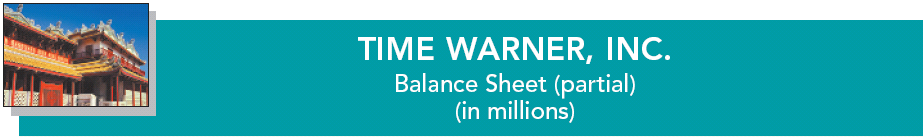 TIME WARNER, INC.
Balance Sheet (partial)
(in millions)